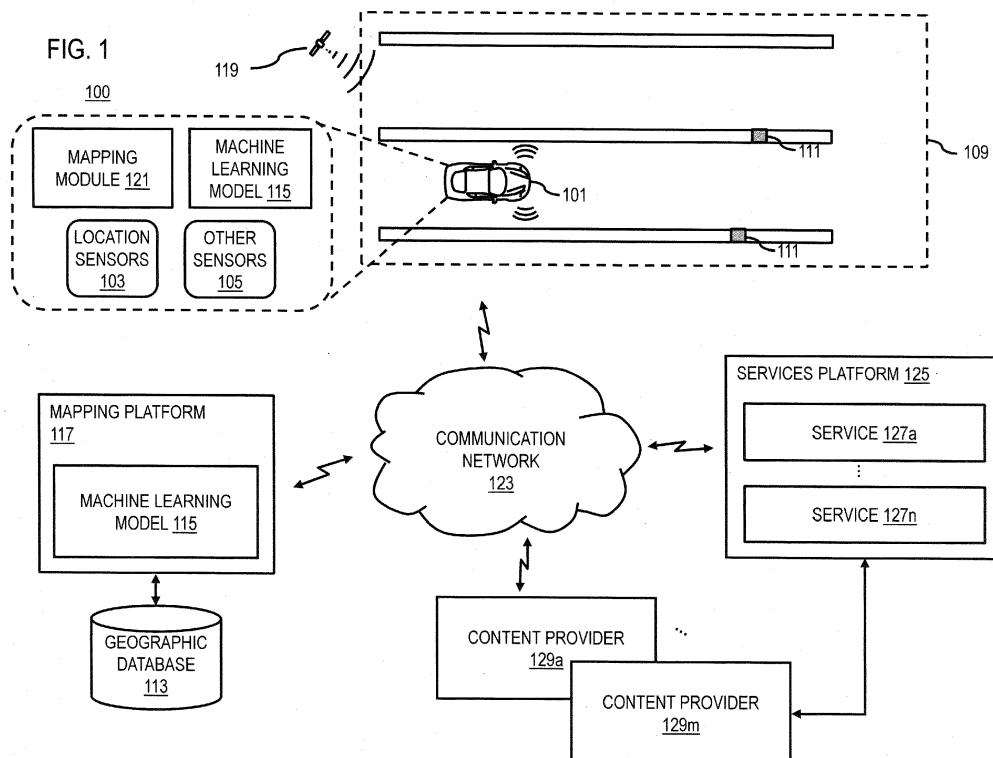 FIG. 1
119
100
MAPPING
MODULE 121
MACHINE
LEARNING
MODEL 115
LOCATION
SENSORS
103
OTHER
SENSORS
105
111
109
101
111
MAPPING PLATFORM
117
MACHINE LEARNING
MODEL 115
GEOGRAPHIC
DATABASE
113
COMMUNICATION
NETWORK
123
SERVICES PLATFORM 125
SERVICE 127a
⋮
SERVICE 127n
CONTENT PROVIDER
129a
...
CONTENT PROVIDER
129m